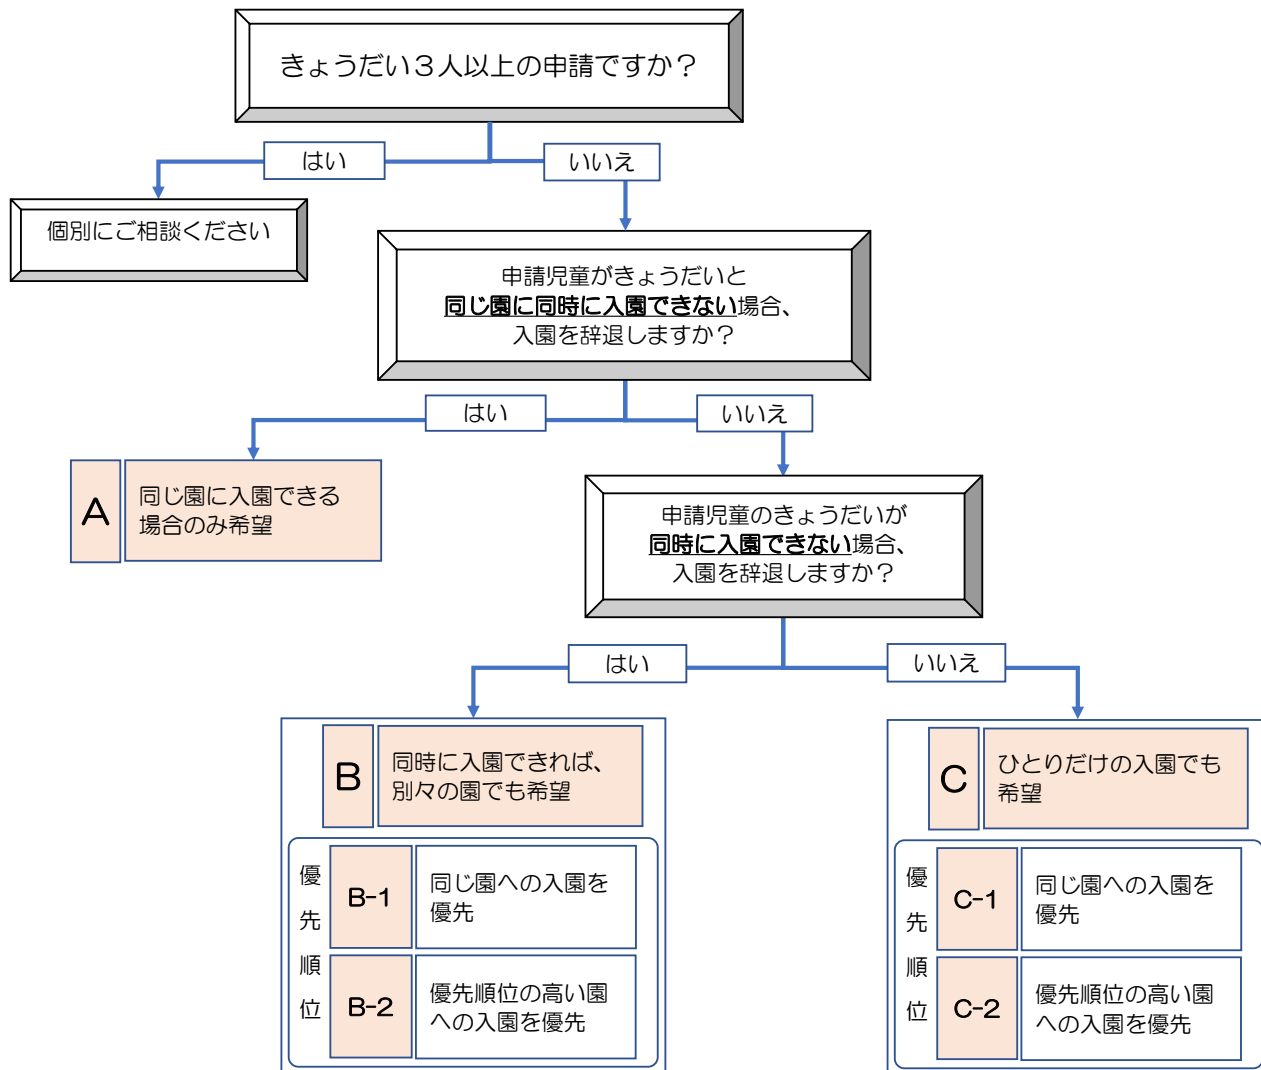 きょうだい３人以上の申請ですか？
はい
いいえ
個別にご相談ください
申請児童がきょうだいと
同じ園に同時に入園できない場合、
入園を辞退しますか？
はい
いいえ
A
同じ園に入園できる
場合のみ希望
申請児童のきょうだいが
同時に入園できない場合、
入園を辞退しますか？
はい
いいえ
B
同時に入園できれば、
別々の園でも希望
優先順位
B-1
同じ園への入園を
優先
B-2
優先順位の高い園
への入園を優先
C
ひとりだけの入園でも
希望
優先順位
C-1
同じ園への入園を
優先
C-2
優先順位の高い園
への入園を優先